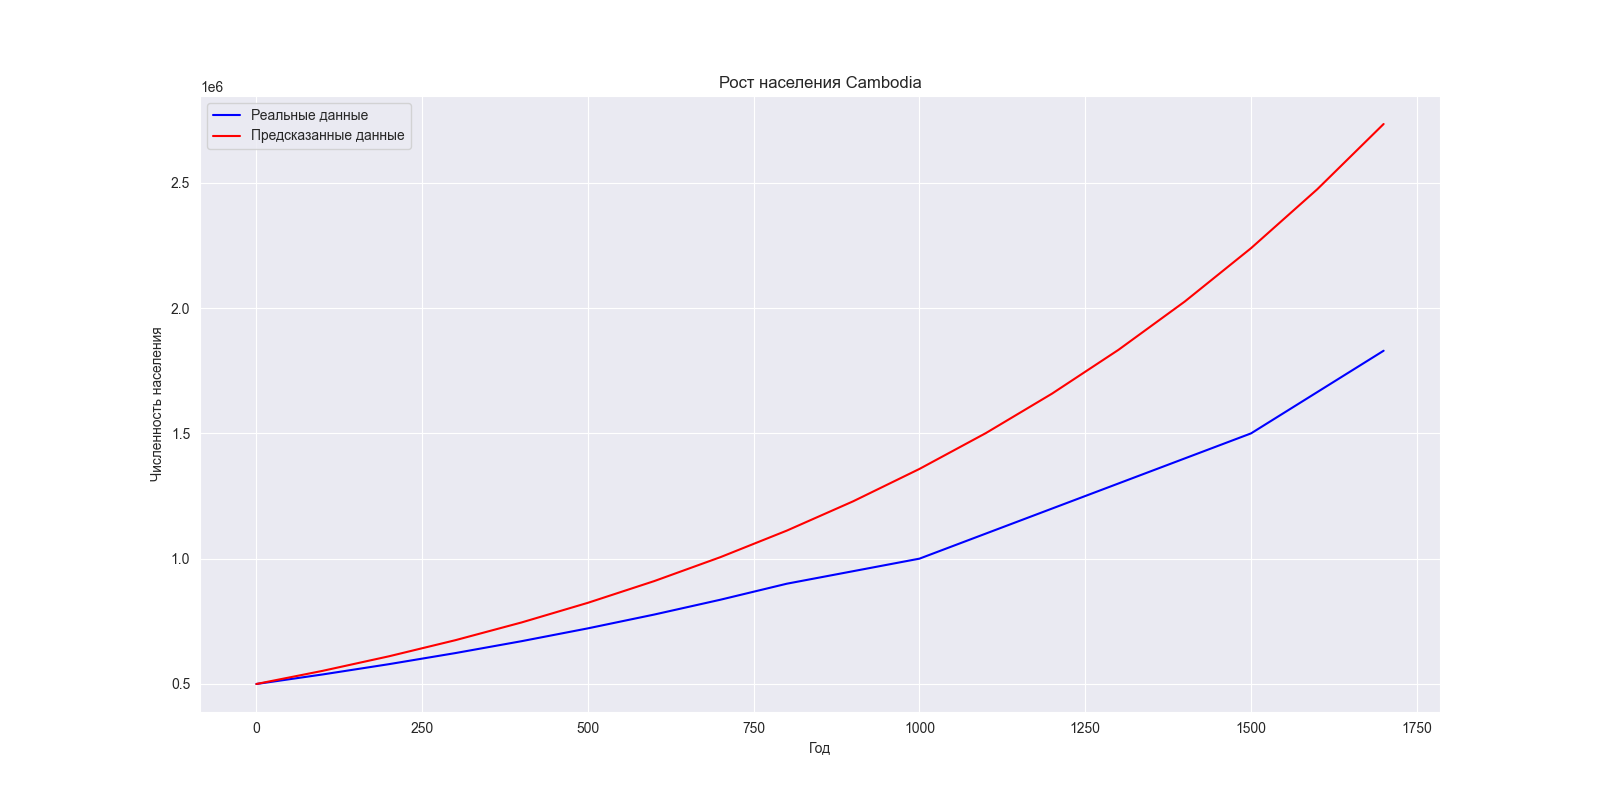 Рост населения Cambodia
1e6
Реальные данные
Предсказанные данные
2.5
2.0
1.5
1.0
0.5
Численность населения
0 250 500 750 1000 1250 1500 1750
Год